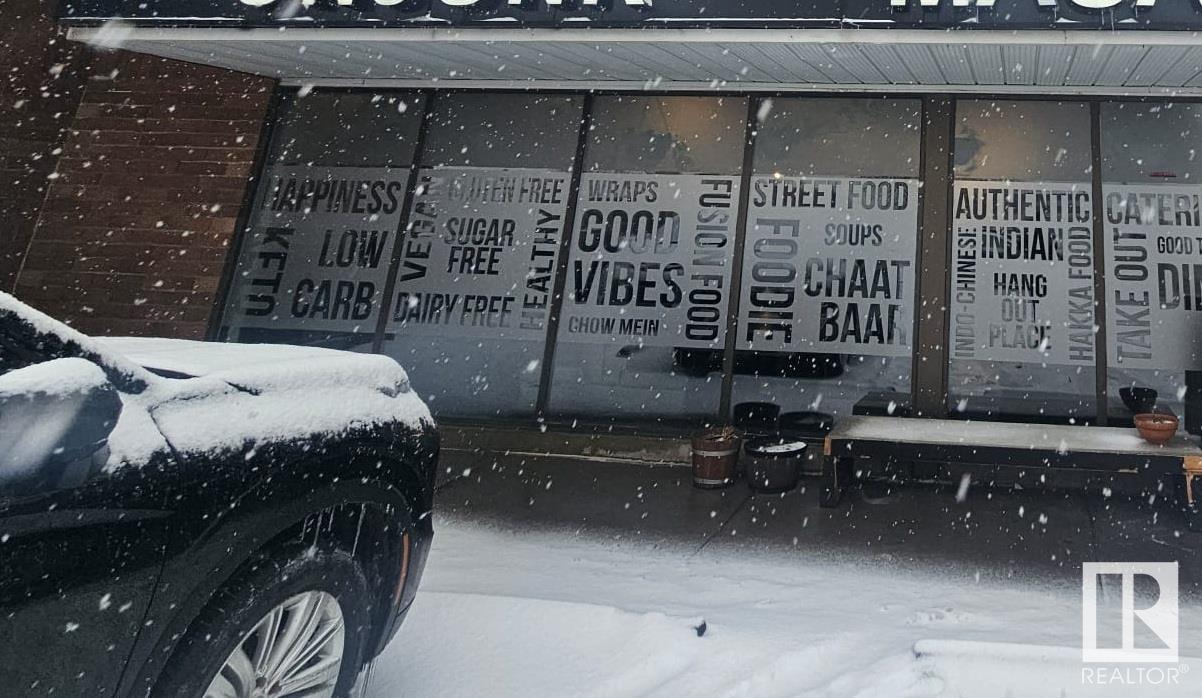 HAPPINESS
KETO
LOW
CARB
VEGAN
GLUTEN FREE
SUGAR
FREE
HEALTHY
DAIRY FREE
WRAPS
GOOD
VIBES
CHOW MEIN
FUSION FOOD
STREET FOOD
FOODIE
SOUPS
CHAAT
BAAR
AUTHENTIC
INDO-CHINESE
INDIAN
HANG
OUT
PLACE
HAKKA FOOD
TAKE OUT
GOOD
REALTOR®